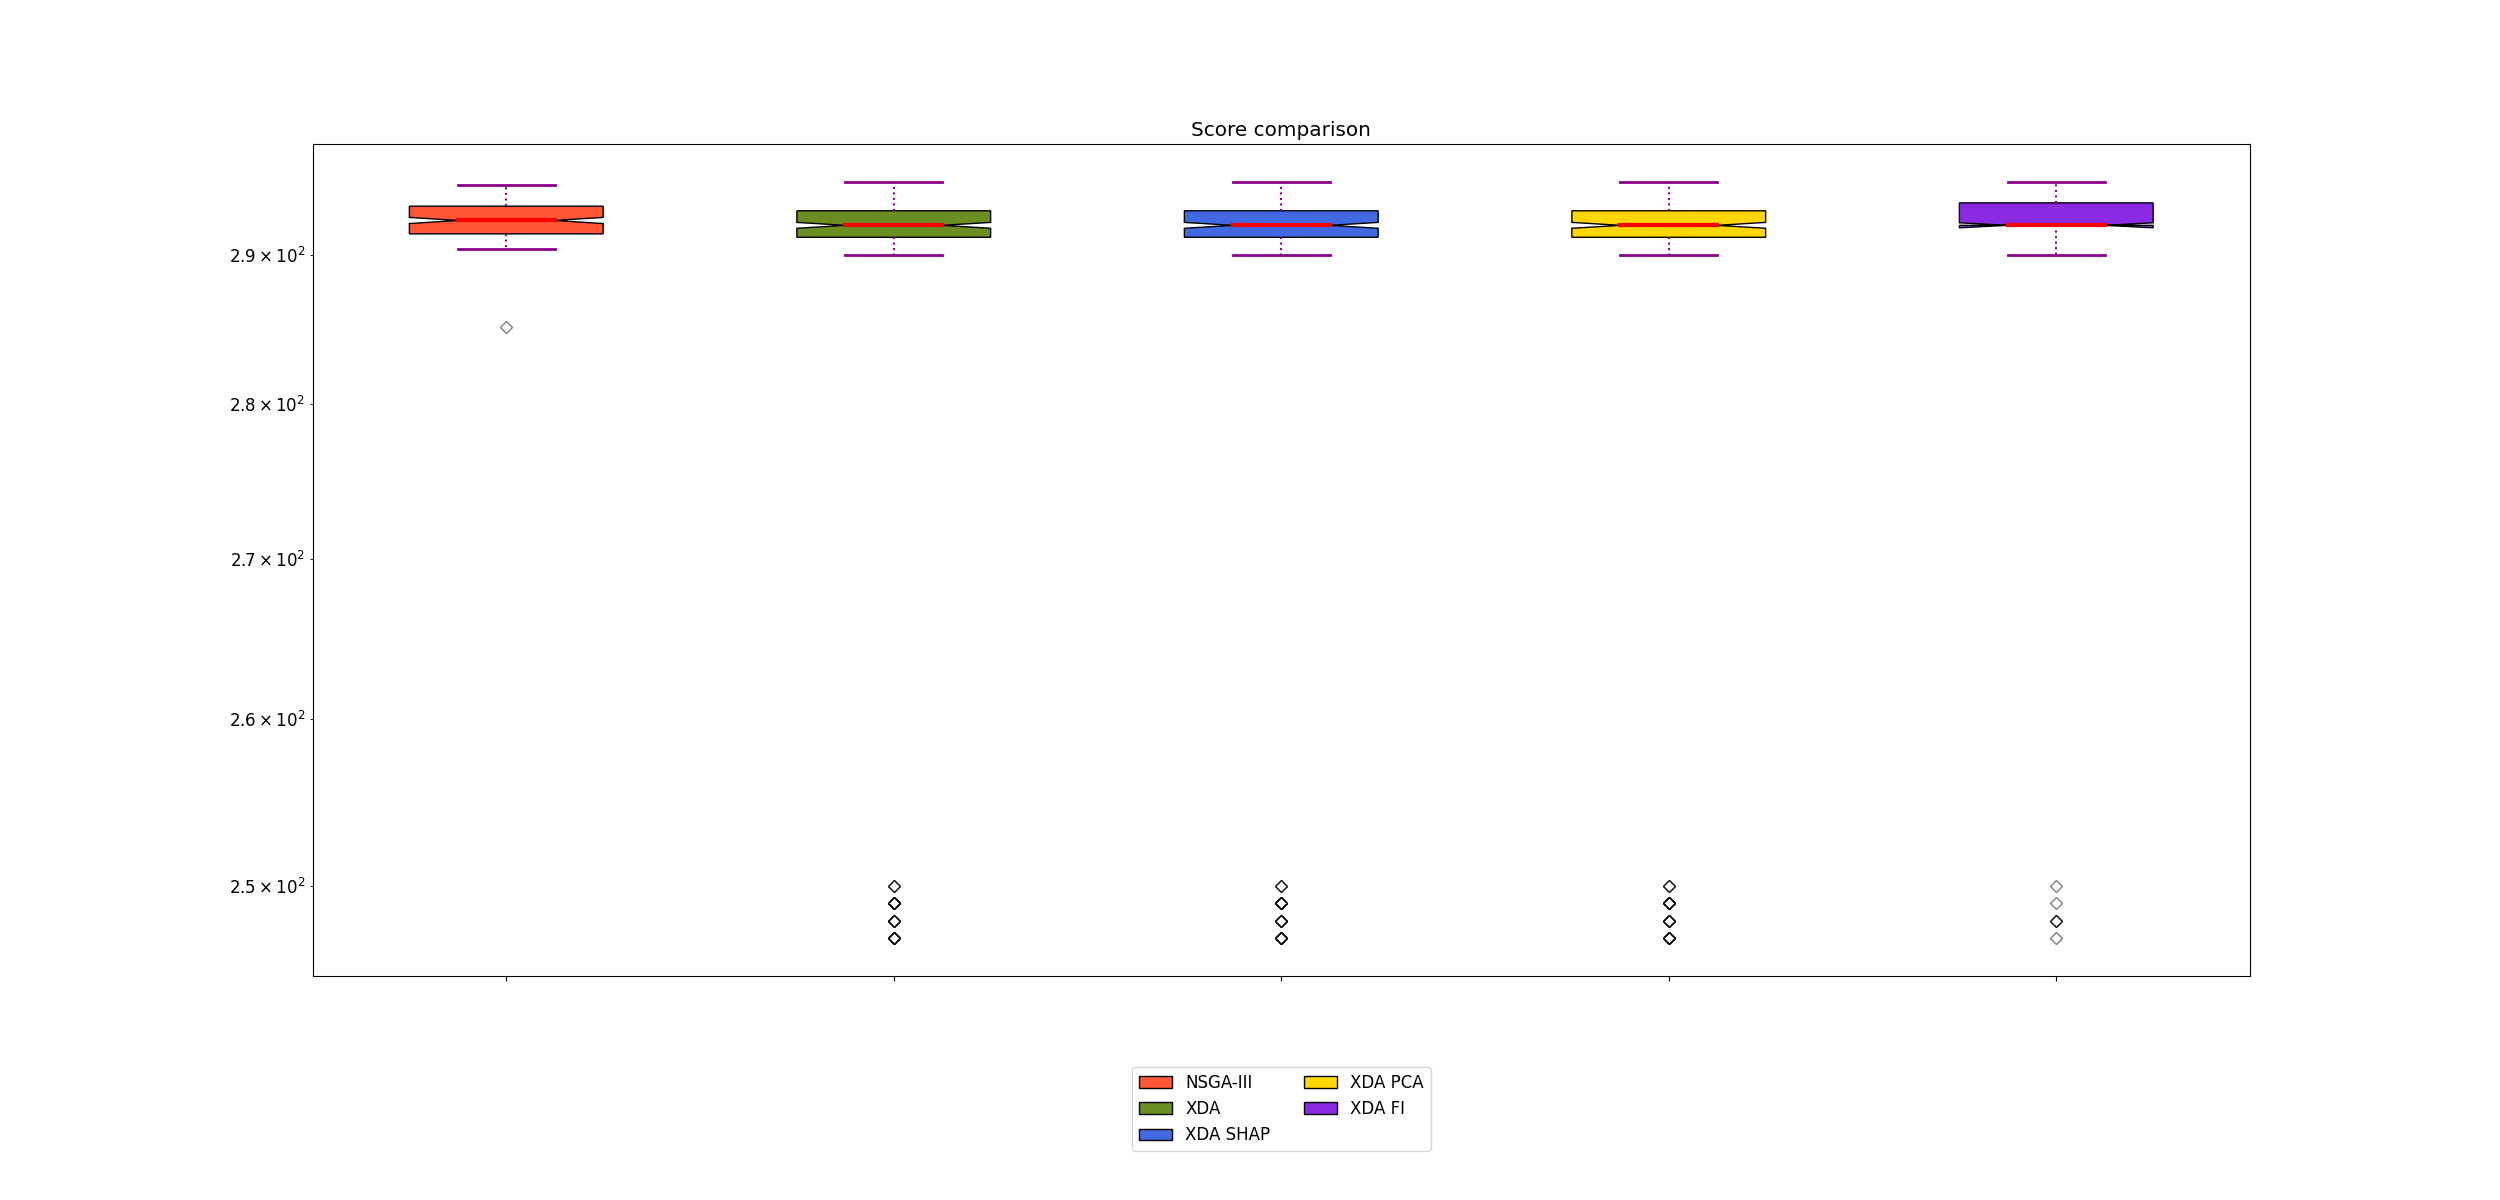 Score comparison
2.9 × 10²
2.8 × 10²
2.7 × 10²
2.6 × 10²
2.5 × 10²
NSGA-III
XDA
XDA SHAP
XDA PCA
XDA FI